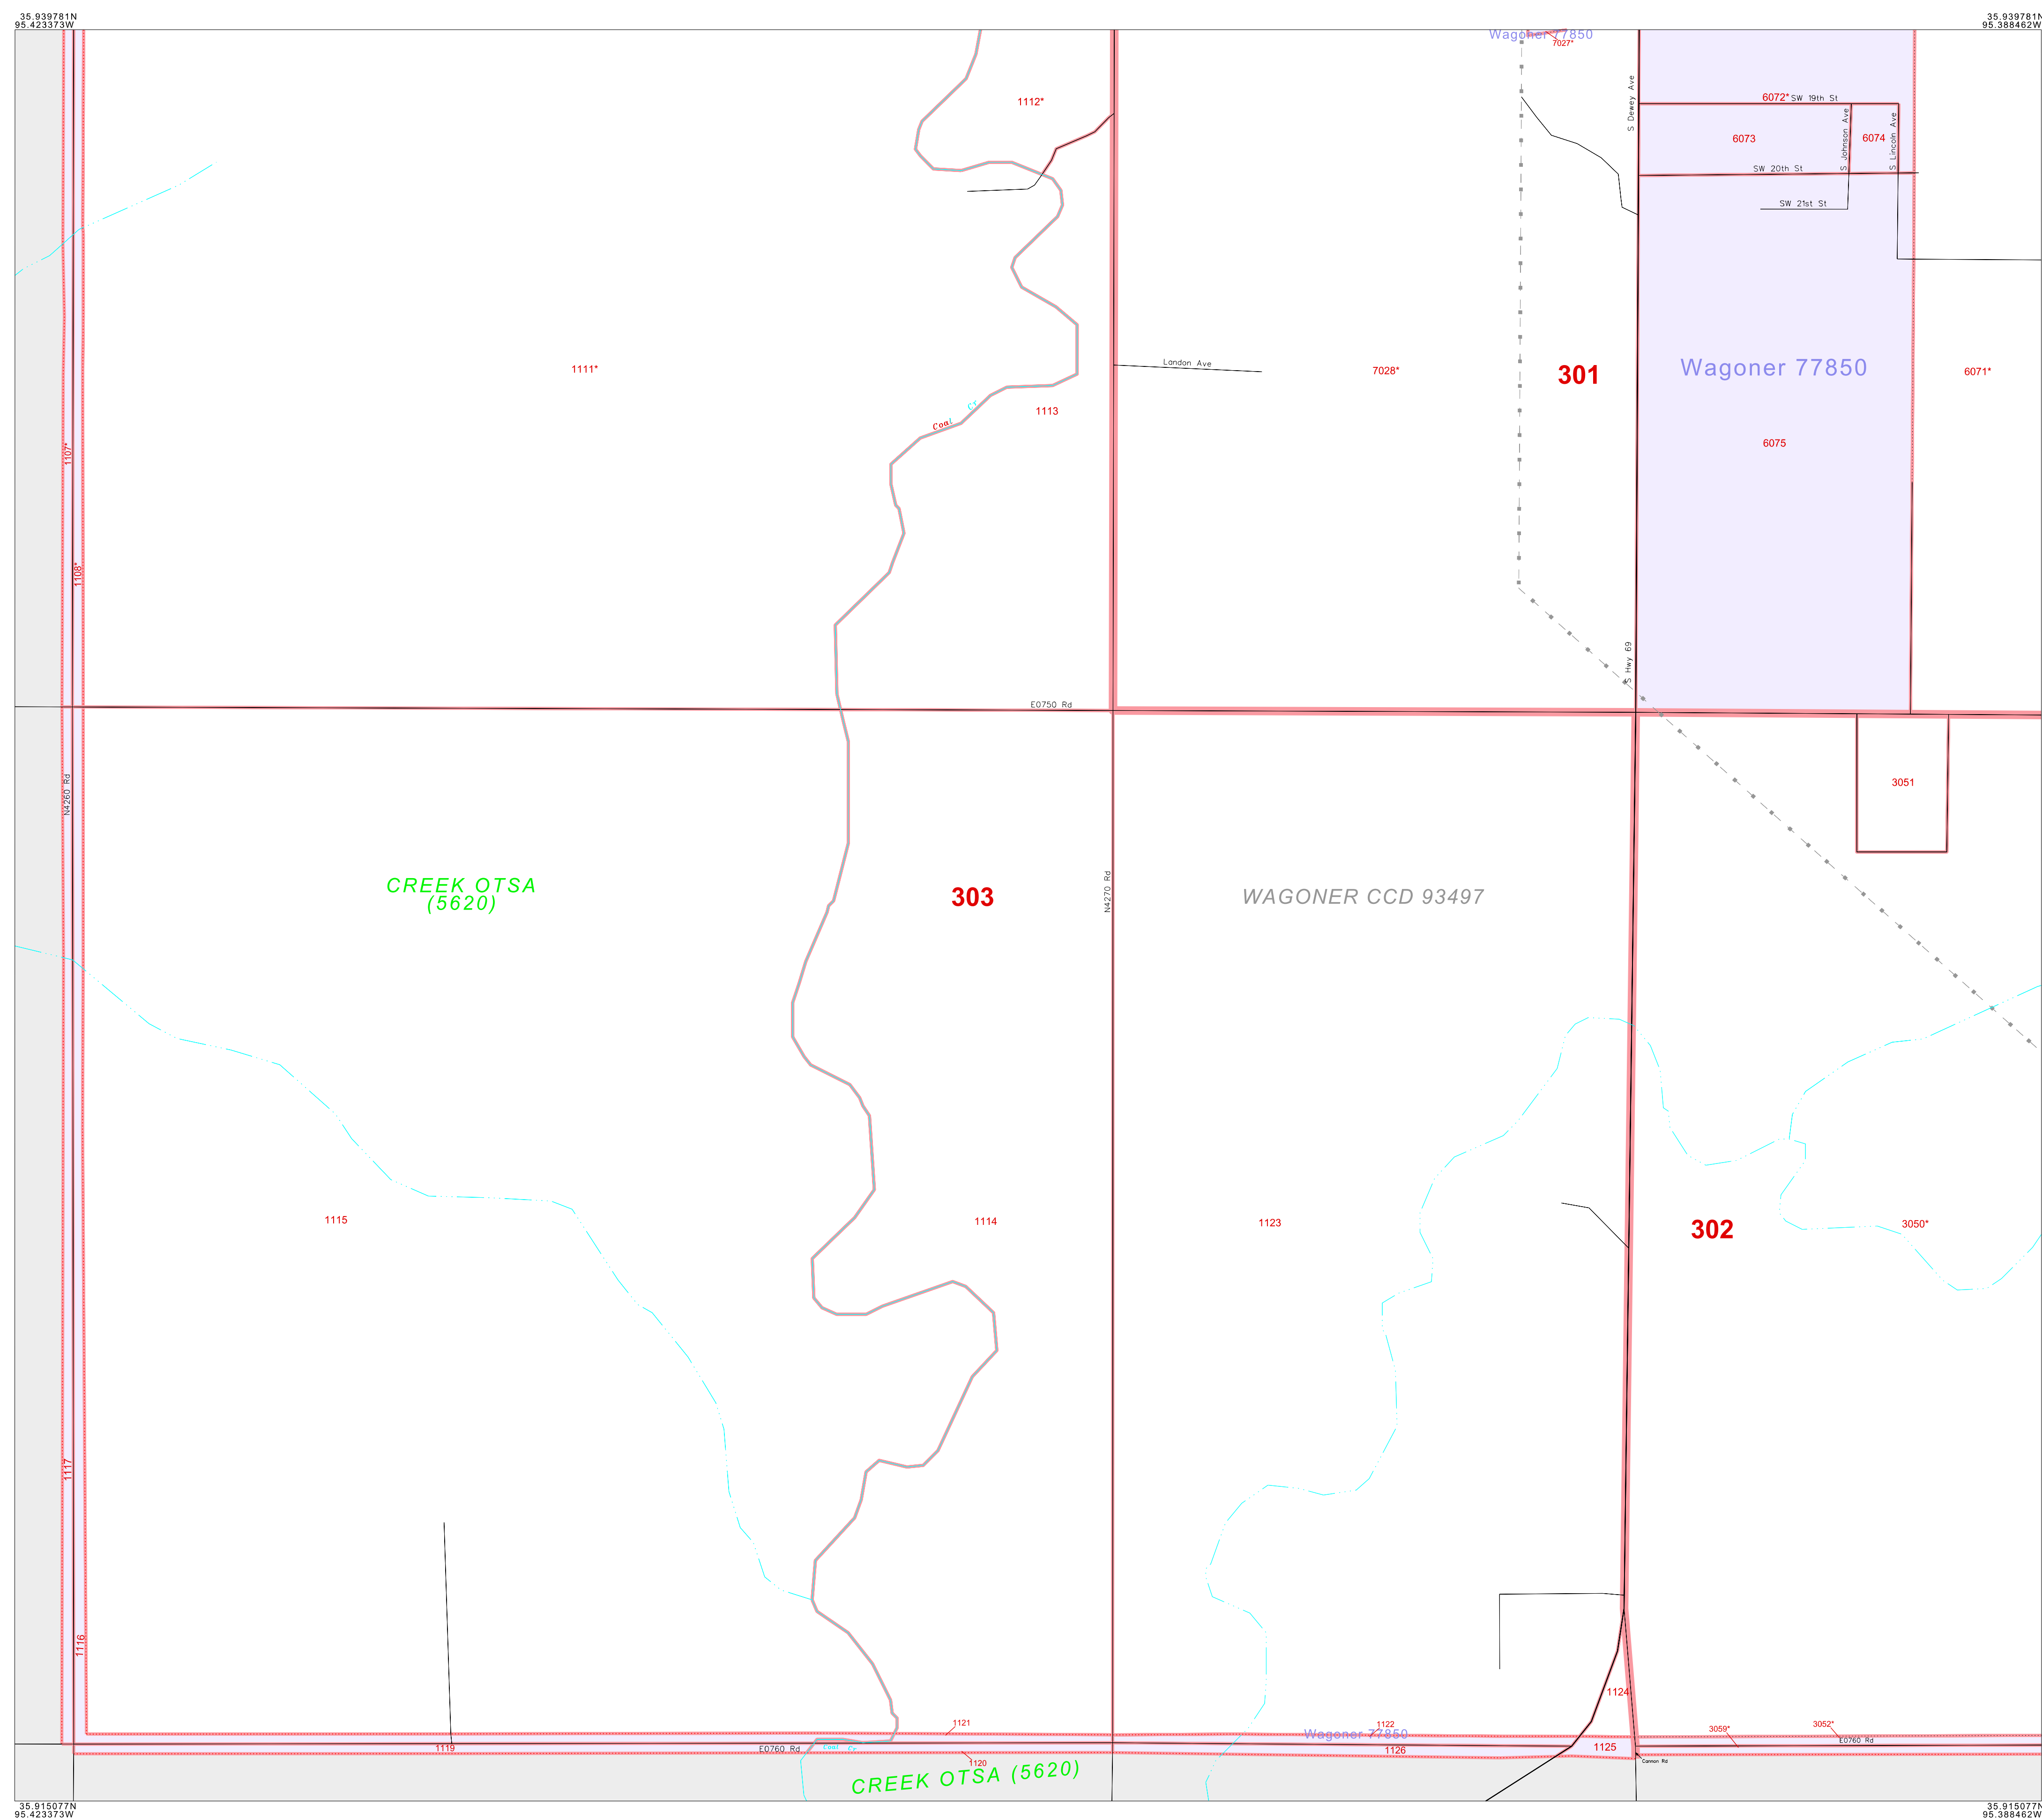 35.939781N
95.423373W
35.939781N
95.388462W
Wagoner 77850
7027*
S Dewey Ave
6072*
SW 19th St
1112*
6073
S Johnson Ave
6074
S Lincoln Ave
SW 20th St
SW 21st St
1111*
Landon Ave
7028*
301
Wagoner 77850
6071*
1113
Coal Cr
6075
1107*
1108*
S Hwy 69
E0750 Rd
N4260 Rd
3051
CREEK OTSA
(5620)
303
N4270 Rd
WAGONER CCD 93497
1115
1114
1123
302
3050*
1117
1116
1124
1121
1122
Wagoner 77850
3059*
3052*
E0760 Rd
1119
E0760 Rd
Coal Cr
1126
1125
Cannon Rd
1120
CREEK OTSA (5620)
35.915077N
95.423373W
35.915077N
95.388462W